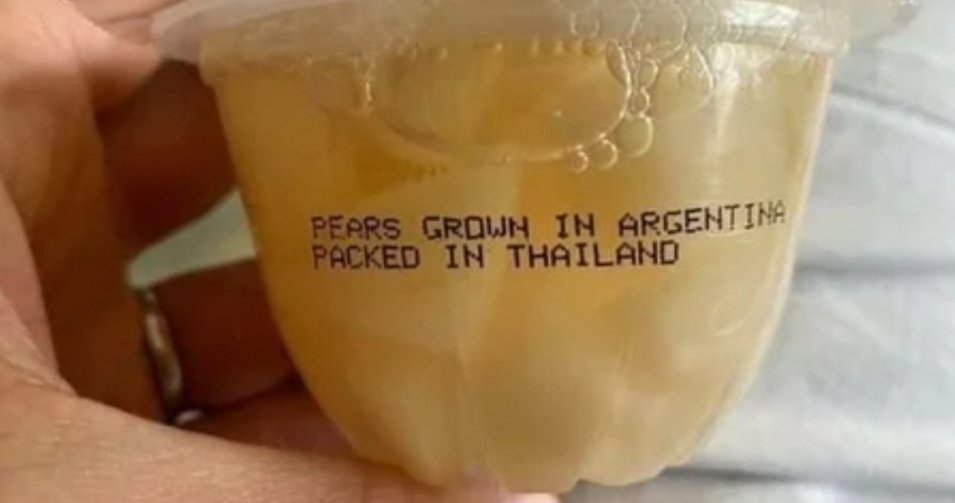 PEARS GROWN IN ARGENTINA
PACKED IN THAILAND